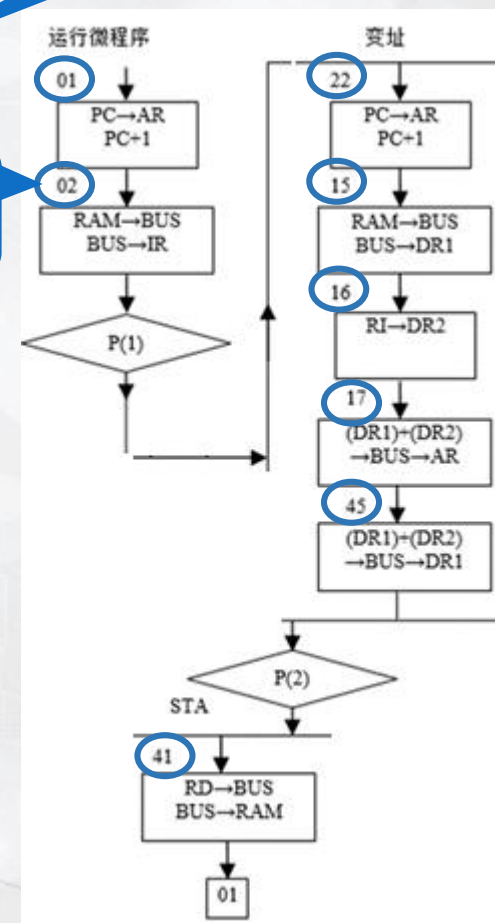 运行微程序
01
PC→AR
PC+1
02
RAM→BUS
BUS→IR
P(1)
变址
22
PC→AR
PC+1
15
RAM→BUS
BUS→DR1
16
RI→DR2
17
(DR1)+(DR2)
→BUS→AR
45
(DR1)+(DR2)
→BUS→DR1
P(2)
STA
41
RD→BUS
BUS→RAM
01